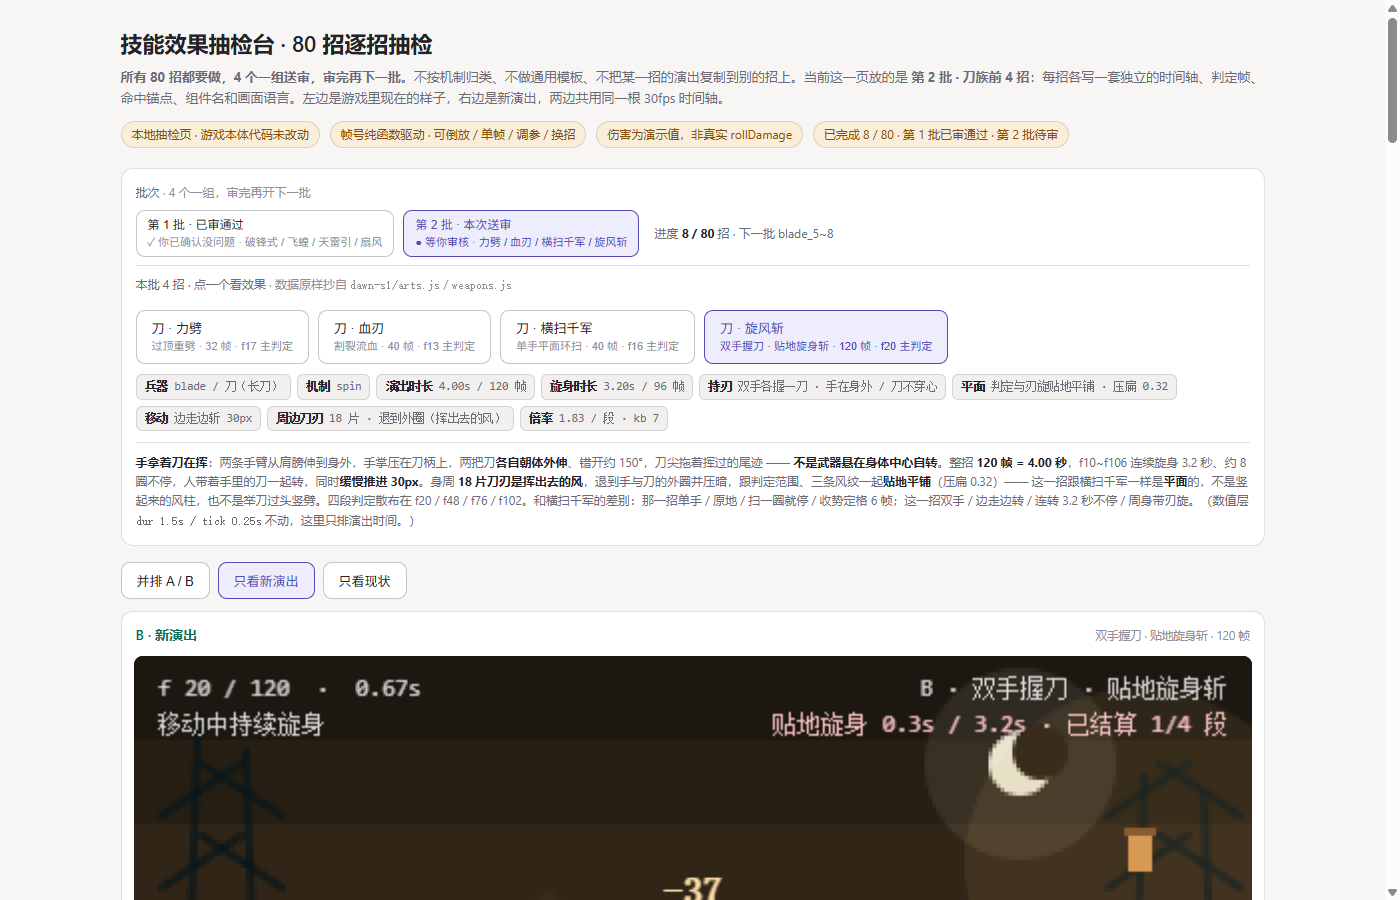 技能效果抽检台 · 80 招逐招抽检
所有 80 招都要做，4 个一组送审，审完再下一批。不按机制归类、不做通用模板、不把某一招的演出复制到别的招上。当前这一页放的是 第 2 批 · 刀族前 4 招：每招各写一套独立的时间轴、判定帧、
命中锚点、组件名和画面语言。左边是游戏里现在的样子，右边是新演出，两边共用同一根 30fps 时间轴。
本地抽检页 · 游戏本体代码未改动
帧号纯函数驱动 · 可倒放 / 单帧 / 调参 / 换招
伤害为演示值，非真实 rollDamage
已完成 8 / 80 · 第 1 批已审通过 · 第 2 批待审
批次 · 4 个一组，审完再开下一批
第 1 批 · 已审通过
✓ 你已确认没问题 · 破锋式 / 飞蝗 / 天雷引 / 扇风
第 2 批 · 本次送审
● 等你审核 · 力劈 / 血刃 / 横扫千军 / 旋风斩
进度 8 / 80 招 · 下一批 blade_5~8
本批 4 招 · 点一个看效果 · 数据原样抄自 dawn-s1/arts.js / weapons.js
刀 · 力劈
过顶重劈 · 32 帧 · f17 主判定
刀 · 血刃
割裂流血 · 40 帧 · f13 主判定
刀 · 横扫千军
单手平面环扫 · 40 帧 · f16 主判定
刀 · 旋风斩
双手握刀 · 贴地旋身斩 · 120 帧 · f20 主判定
兵器 blade / 刀（长刀）
机制 spin
演出时长 4.00s / 120 帧
旋身时长 3.20s / 96 帧
持刃 双手各握一刀 · 手在身外 / 刀不穿心
平面 判定与刃旋贴地平铺 · 压扁 0.32
移动 边走边斩 30px
周边刀刃 18 片 · 退到外圈（挥出去的风）
倍率 1.83 / 段 · kb 7
手拿着刀在挥：两条手臂从肩膀伸到身外，手掌压在刀柄上，两把刀各自朝体外伸、错开约 150°，刀尖拖着挥过的尾迹 —— 不是武器悬在身体中心自转。整招 120 帧 = 4.00 秒，f10~f106 连续旋身 3.2 秒、约 8
圈不停，人带着手里的刀一起转，同时缓慢推进 30px。身周 18 片刀刃是挥出去的风，退到手与刀的外圈并压暗，跟判定范围、三条风纹一起贴地平铺（压扁 0.32）—— 这一招跟横扫千军一样是平面的，不是竖
起来的风柱，也不是举刀过头竖劈。四段判定散布在 f20 / f48 / f76 / f102。和横扫千军的差别：那一招单手 / 原地 / 扫一圈就停 / 收势定格 6 帧；这一招双手 / 边走边转 / 连转 3.2 秒不停 / 周身带刃旋。（数值层
dur 1.5s / tick 0.25s 不动，这里只排演出时间。）
并排 A / B
只看新演出
只看现状
B · 新演出
双手握刀 · 贴地旋身斩 · 120 帧
f 20 / 120 · 0.67s
B · 双手握刀 · 贴地旋身斩
移动中持续旋身
贴地旋身 0.3s / 3.2s · 已结算 1/4 段
−37